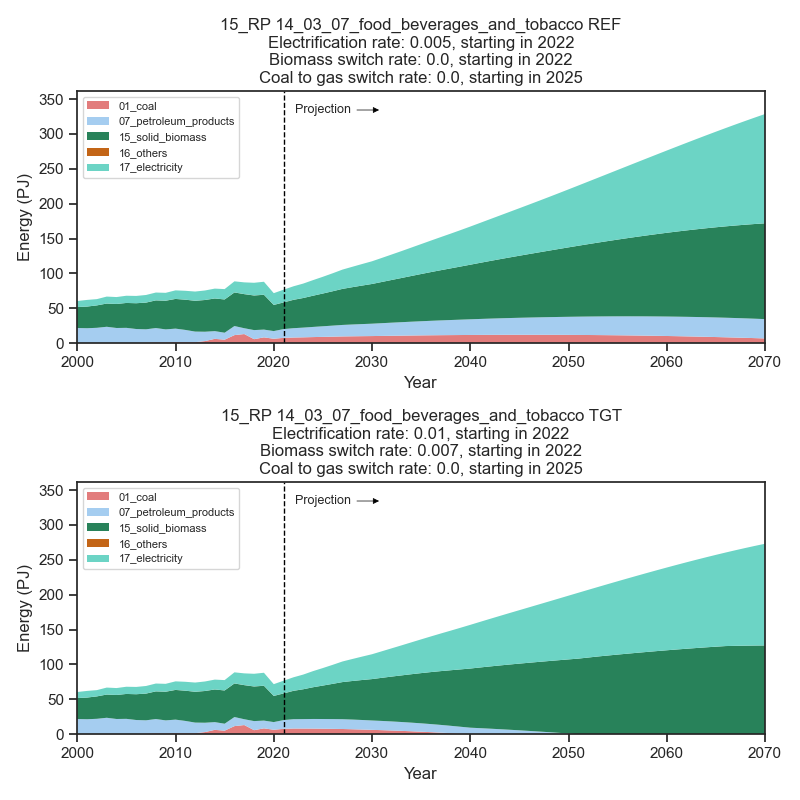 15_RP 14_03_07_food_beverages_and_tobacco REF
Electrification rate: 0.005, starting in 2022
Biomass switch rate: 0.0, starting in 2022
Coal to gas switch rate: 0.0, starting in 2025
Energy (PJ)
350
300
250
200
150
100
50
0
01_coal
07_petroleum_products
15_solid_biomass
16_others
17_electricity
Projection
2000 2010 2020 2030 2040 2050 2060 2070
Year
15_RP 14_03_07_food_beverages_and_tobacco TGT
Electrification rate: 0.01, starting in 2022
Biomass switch rate: 0.007, starting in 2022
Coal to gas switch rate: 0.0, starting in 2025
Energy (PJ)
350
300
250
200
150
100
50
0
01_coal
07_petroleum_products
15_solid_biomass
16_others
17_electricity
Projection
2000 2010 2020 2030 2040 2050 2060 2070
Year